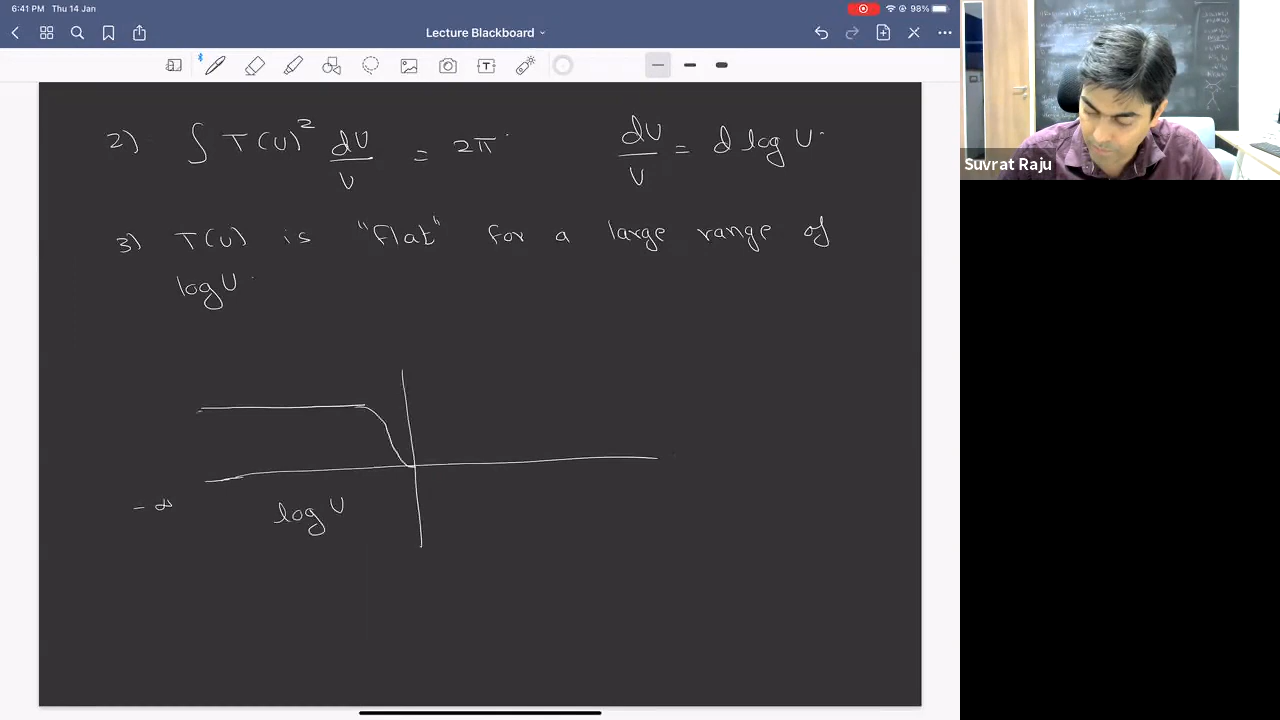 6:41 PM Thu 14 Jan
98%
Lecture Blackboard
2) ∫ T(U)² dU/U = 2π. dU/U = d log U.
3) T(U) is "flat" for a large range of
log U.
-∞ log U
Suvrat Raju